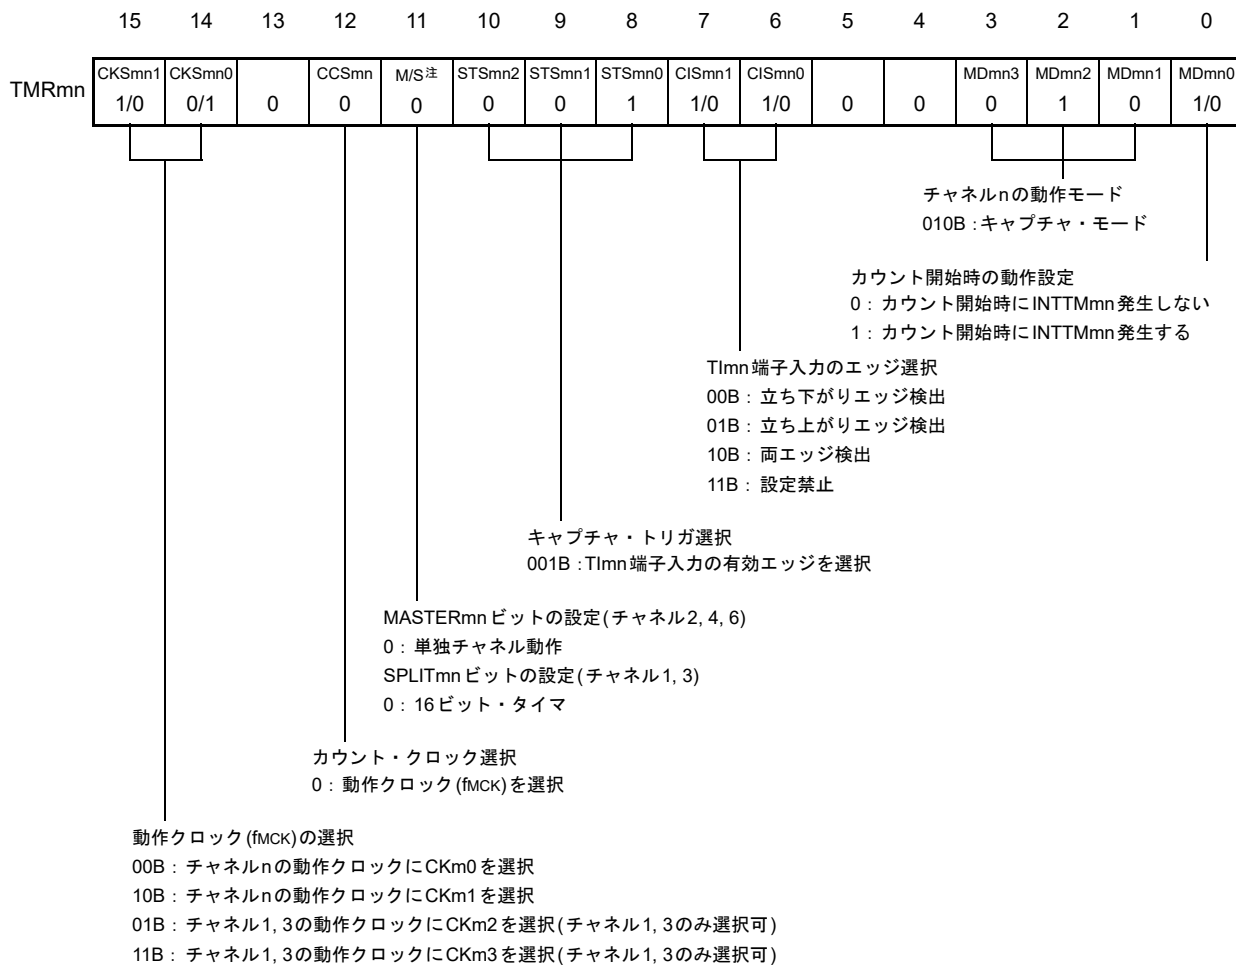 15 14 13 12 11 10 9 8 7 6 5 4 3 2 1 0
CKSmn1 CKSmn0 CCSmn M/S注 STSmn2 STSmn1 STSmn0 CISmn1 CISmn0 MDmn3 MDmn2 MDmn1 MDmn0
TMRmn
1/0 0/1 0 0 0 0 0 1 1/0 1/0 0 0 0 1 0 1/0
チャネルnの動作モード
010B：キャプチャ・モード
カウント開始時の動作設定
0：カウント開始時にINTTMmn発生しない
1：カウント開始時にINTTMmn発生する
TImn端子入力のエッジ選択
00B：立ち下がりエッジ検出
01B：立ち上がりエッジ検出
10B：両エッジ検出
11B：設定禁止
キャプチャ・トリガ選択
001B：TImn端子入力の有効エッジを選択
MASTERmnビットの設定(チャネル2, 4, 6)
0：単独チャネル動作
SPLITmnビットの設定(チャネル1, 3)
0：16ビット・タイマ
カウント・クロック選択
0：動作クロック(fMCK)を選択
動作クロック(fMCK)の選択
00B：チャネルnの動作クロックにCKm0を選択
10B：チャネルnの動作クロックにCKm1を選択
01B：チャネル1, 3の動作クロックにCKm2を選択(チャネル1, 3のみ選択可)
11B：チャネル1, 3の動作クロックにCKm3を選択(チャネル1, 3のみ選択可)